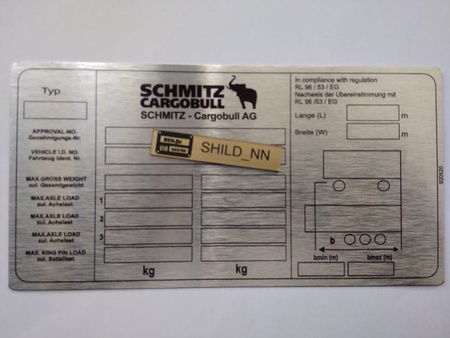 Typ
SCHMITZ
CARGOBULL
SCHMITZ - Cargobull AG
In compliance with regulation
RL 96 / 53 / EG
Nachweis der Übereinstimmung mit
RL 96 /53 / EG
Lange (L)
m
Breite (W)
m
APPROVAL-NO.
Genehmigungs-Nr.
VEHICLE I.D. NO.
Fahrzeug Ident. Nr.
SHILD_NN
MAX.GROSS WEIGHT
zul. Gesamtgewicht
MAX.AXLE LOAD
zul. Achslast
1
MAX.AXLE LOAD
zul. Achslast
2
MAX.AXLE LOAD
zul. Achslast
3
MAX. KING PIN LOAD
zul. Sattellast
kg
kg
b
bmin (m)
bmax (m)